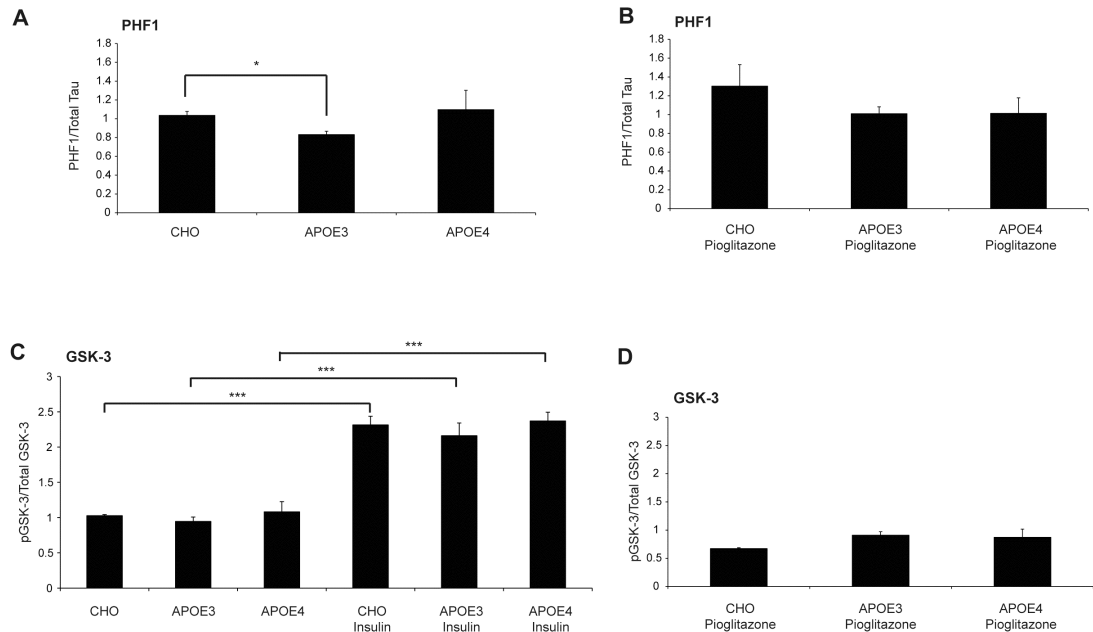 A
PHF1
PHF1/Total Tau
1.8
1.6
1.4
1.2
1
0.8
0.6
0.4
0.2
0
*
CHO
APOE3
APOE4
B
PHF1
PHF1/Total Tau
1.8
1.6
1.4
1.2
1
0.8
0.6
0.4
0.2
0
CHO
Pioglitazone
APOE3
Pioglitazone
APOE4
Pioglitazone
C
GSK-3
pGSK-3/Total GSK-3
3
2.5
2
1.5
1
0.5
0
***
***
***
CHO
APOE3
APOE4
CHO
Insulin
APOE3
Insulin
APOE4
Insulin
D
GSK-3
pGSK-3/Total GSK-3
3
2.5
2
1.5
1
0.5
0
CHO
Pioglitazone
APOE3
Pioglitazone
APOE4
Pioglitazone